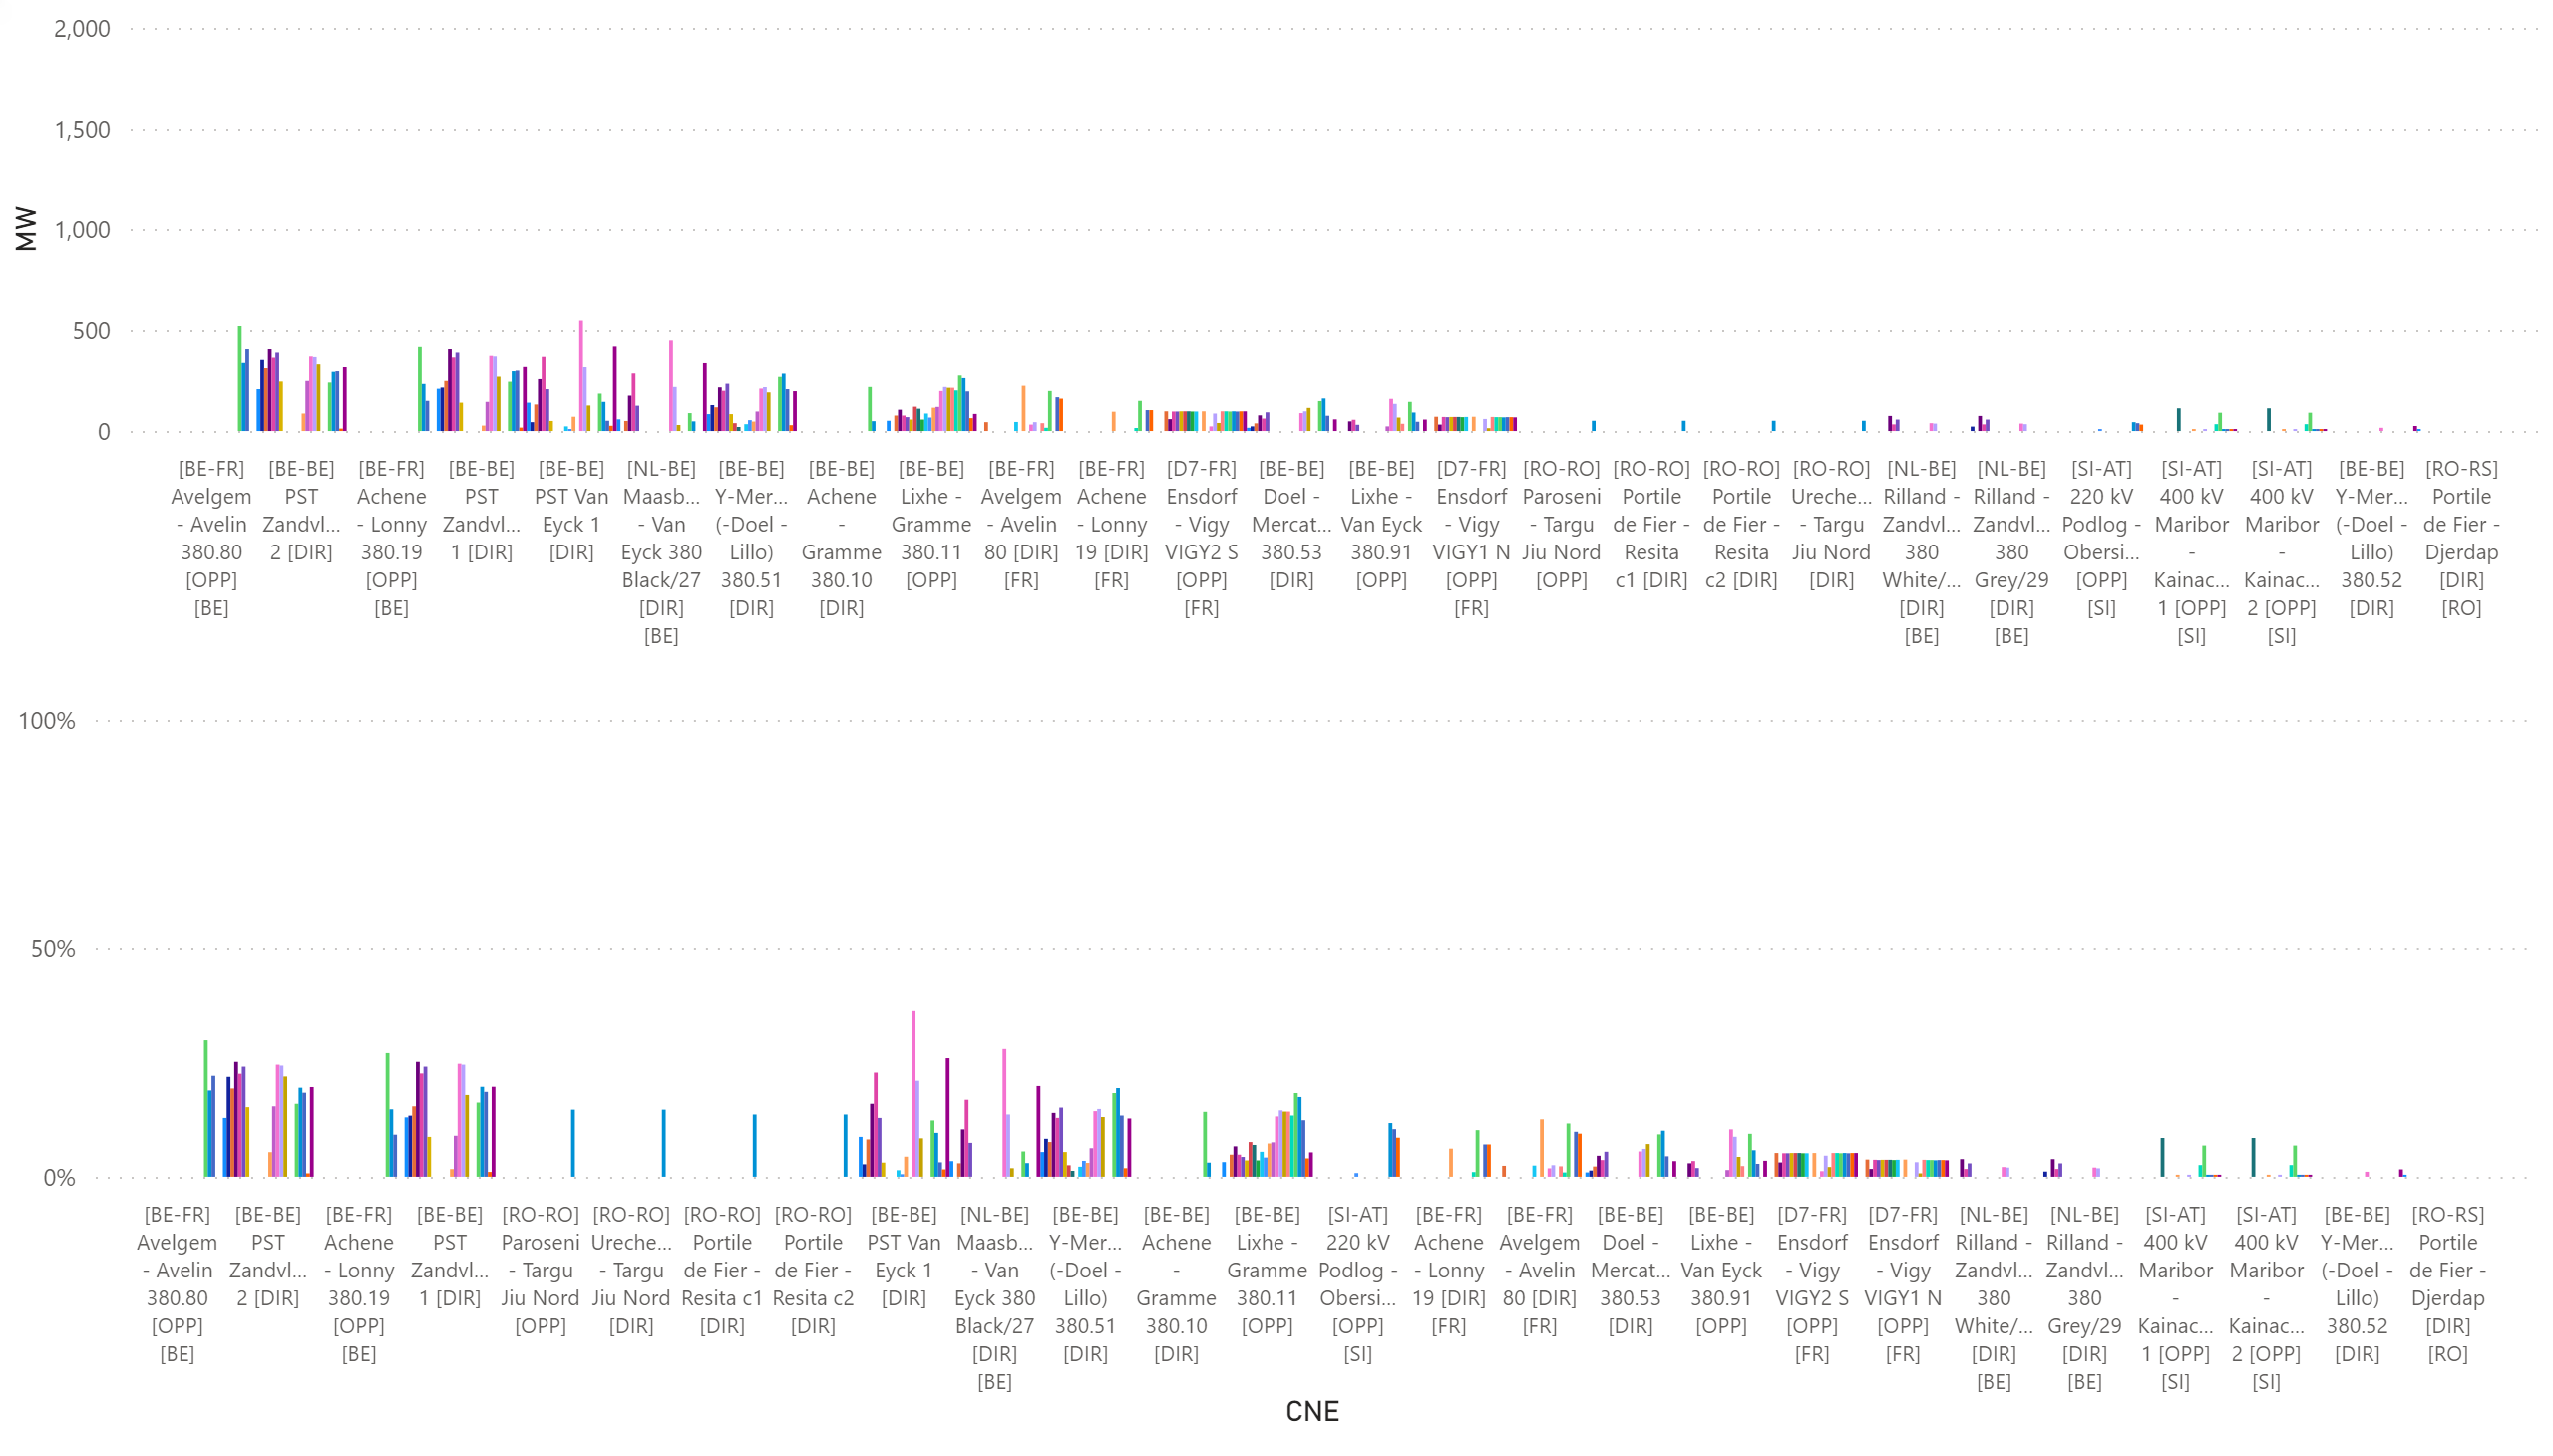 2,000
1,500
MW
1,000
500
0
[BE-FR] Avelgem - Avelin 380.80 [OPP] [BE]
[BE-BE] PST Zandvl... 2 [DIR]
[BE-FR] Achene - Lonny 380.19 [OPP] [BE]
[BE-BE] PST Zandvl... 1 [DIR]
[BE-BE] PST Van Eyck 1 [DIR]
[NL-BE] Maasb... - Van Eyck 380 Black/27 [DIR] [BE]
[BE-BE] Y-Mer... (-Doel - Lillo) 380.51 [DIR]
[BE-BE] Achene - Gramme 380.10 [DIR]
[BE-BE] Lixhe - Gramme 380.11 [OPP]
[BE-FR] Avelgem - Avelin 80 [DIR] [FR]
[BE-FR] Achene - Lonny 19 [DIR] [FR]
[D7-FR] Ensdorf - Vigy VIGY2 S [OPP] [FR]
[BE-BE] Doel - Mercat... 380.53 [DIR]
[BE-BE] Lixhe - Van Eyck 380.91 [OPP]
[D7-FR] Ensdorf - Vigy VIGY1 N [OPP] [FR]
[RO-RO] Paroseni - Targu Jiu Nord [OPP]
[RO-RO] Portile de Fier - Resita c1 [DIR]
[RO-RO] Portile de Fier - Resita c2 [DIR]
[RO-RO] Ureche... - Targu Jiu Nord [DIR]
[NL-BE] Rilland - Zandvl... 380 White/... [DIR] [BE]
[NL-BE] Rilland - Zandvl... 380 Grey/29 [DIR] [BE]
[SI-AT] 220 kV Podlog - Obersi... [OPP] [SI]
[SI-AT] 400 kV Maribor - Kainac... 1 [OPP] [SI]
[SI-AT] 400 kV Maribor - Kainac... 2 [OPP] [SI]
[BE-BE] Y-Mer... (-Doel - Lillo) 380.52 [DIR]
[RO-RS] Portile de Fier - Djerdap [DIR] [RO]
100%
50%
0%
[BE-FR] Avelgem - Avelin 380.80 [OPP] [BE]
[BE-BE] PST Zandvl... 2 [DIR]
[BE-FR] Achene - Lonny 380.19 [OPP] [BE]
[BE-BE] PST Zandvl... 1 [DIR]
[RO-RO] Paroseni - Targu Jiu Nord [OPP]
[RO-RO] Ureche... - Targu Jiu Nord [DIR]
[RO-RO] Portile de Fier - Resita c1 [DIR]
[RO-RO] Portile de Fier - Resita c2 [DIR]
[BE-BE] PST Van Eyck 1 [DIR]
[NL-BE] Maasb... - Van Eyck 380 Black/27 [DIR] [BE]
[BE-BE] Y-Mer... (-Doel - Lillo) 380.51 [DIR]
[BE-BE] Achene - Gramme 380.10 [DIR]
[BE-BE] Lixhe - Gramme 380.11 [OPP]
[SI-AT] 220 kV Podlog - Obersi... [OPP] [SI]
[BE-FR] Achene - Lonny 19 [DIR] [FR]
[BE-FR] Avelgem - Avelin 80 [DIR] [FR]
[BE-BE] Doel - Mercat... 380.53 [DIR]
[BE-BE] Lixhe - Van Eyck 380.91 [OPP]
[D7-FR] Ensdorf - Vigy VIGY2 S [OPP] [FR]
[D7-FR] Ensdorf - Vigy VIGY1 N [OPP] [FR]
[NL-BE] Rilland - Zandvl... 380 White/... [DIR] [BE]
[NL-BE] Rilland - Zandvl... 380 Grey/29 [DIR] [BE]
[SI-AT] 400 kV Maribor - Kainac... 1 [OPP] [SI]
[SI-AT] 400 kV Maribor - Kainac... 2 [OPP] [SI]
[BE-BE] Y-Mer... (-Doel - Lillo) 380.52 [DIR]
[RO-RS] Portile de Fier - Djerdap [DIR] [RO]
CNE